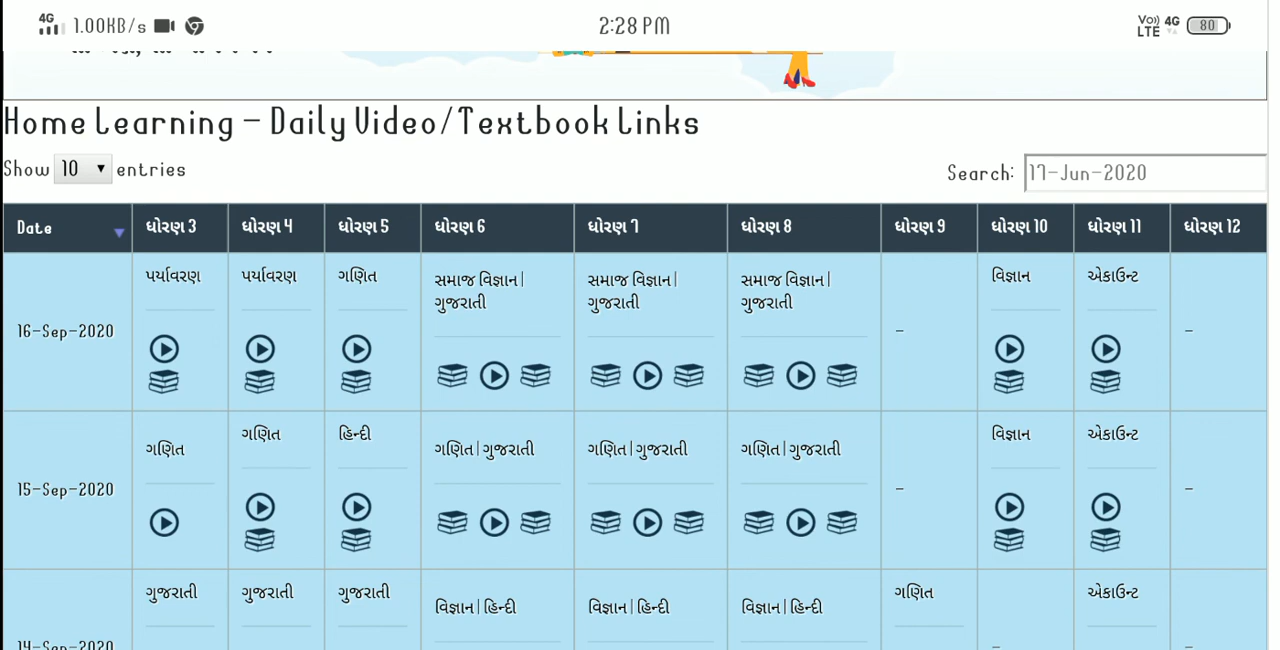 4G 1.00KB/s 2:28 PM Vo)) LTE 4G 80
Home Learning - Daily Video/Textbook Links
Show 10 entries Search: 17-Jun-2020
Date ધોરણ 3 ધોરણ 4 ધોરણ 5 ધોરણ 6 ધોરણ 7 ધોરણ 8 ધોરણ 9 ધોરણ 10 ધોરણ 11 ધોરણ 12
પર્યાવરણ પર્યાવરણ ગણિત સમાજ વિજ્ઞાન | સમાજ વિજ્ઞાન | સમાજ વિજ્ઞાન | વિજ્ઞાન એકાઉન્ટ
ગુજરાતી ગુજરાતી ગુજરાતી
16-Sep-2020 - -
ગણિત ગણિત હિન્દી ગણિત | ગુજરાતી ગણિત | ગુજરાતી ગણિત | ગુજરાતી વિજ્ઞાન એકાઉન્ટ
15-Sep-2020 - -
ગુજરાતી ગુજરાતી ગુજરાતી વિજ્ઞાન | હિન્દી વિજ્ઞાન | હિન્દી વિજ્ઞાન | હિન્દી ગણિત એકાઉન્ટ
14-Sep-2020 - -